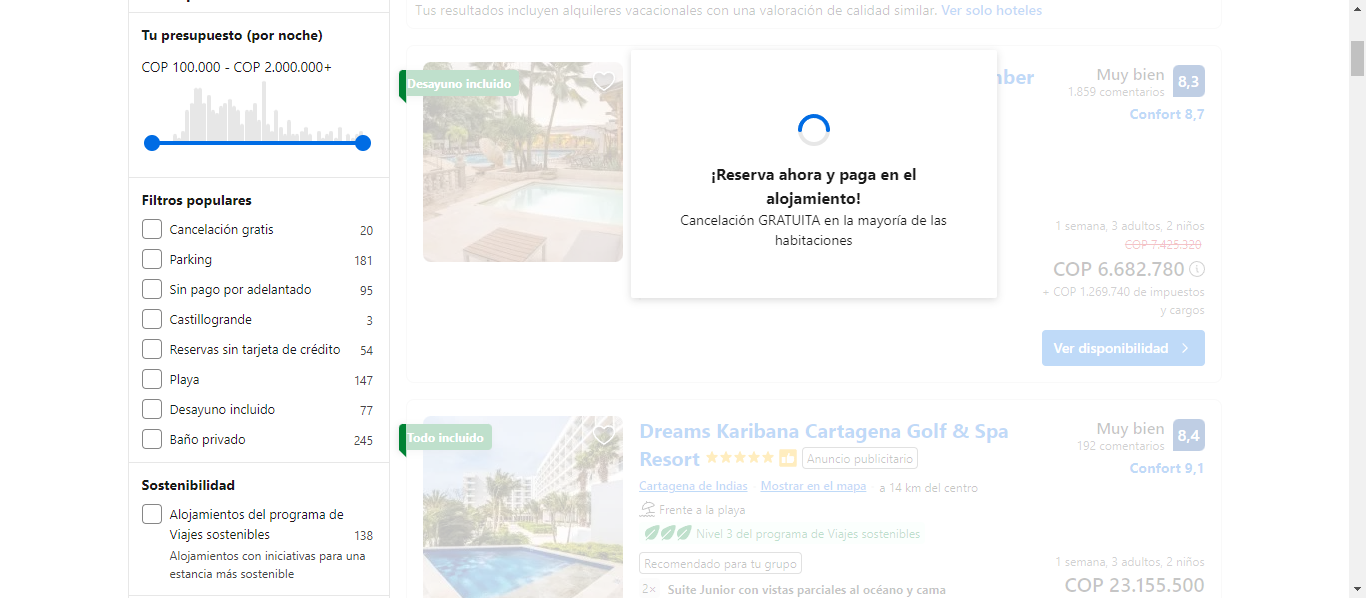 Tus resultados incluyen alquileres vacacionales con una valoración de calidad similar. Ver solo hoteles
Tu presupuesto (por noche)
COP 100.000 - COP 2.000.000+
Filtros populares
Cancelación gratis 20
Parking 181
Sin pago por adelantado 95
Castillogrande 3
Reservas sin tarjeta de crédito 54
Playa 147
Desayuno incluido 77
Baño privado 245
Sostenibilidad
Alojamientos del programa de
Viajes sostenibles 138
Alojamientos con iniciativas para una
estancia más sostenible
Desayuno incluido
¡Reserva ahora y paga en el
alojamiento!
Cancelación GRATUITA en la mayoría de las
habitaciones
Muy bien 8,3
1.859 comentarios
Confort 8,7
1 semana, 3 adultos, 2 niños
COP 7.425.320
COP 6.682.780
+ COP 1.269.740 de impuestos
y cargos
Ver disponibilidad
Todo incluido
Dreams Karibana Cartagena Golf & Spa
Resort Anuncio publicitario
Cartagena de Indias Mostrar en el mapa a 14 km del centro
Frente a la playa
Nivel 3 del programa de Viajes sostenibles
Recomendado para tu grupo
2× Suite Junior con vistas parciales al océano y cama
Muy bien 8,4
192 comentarios
Confort 9,1
1 semana, 3 adultos, 2 niños
COP 23.155.500